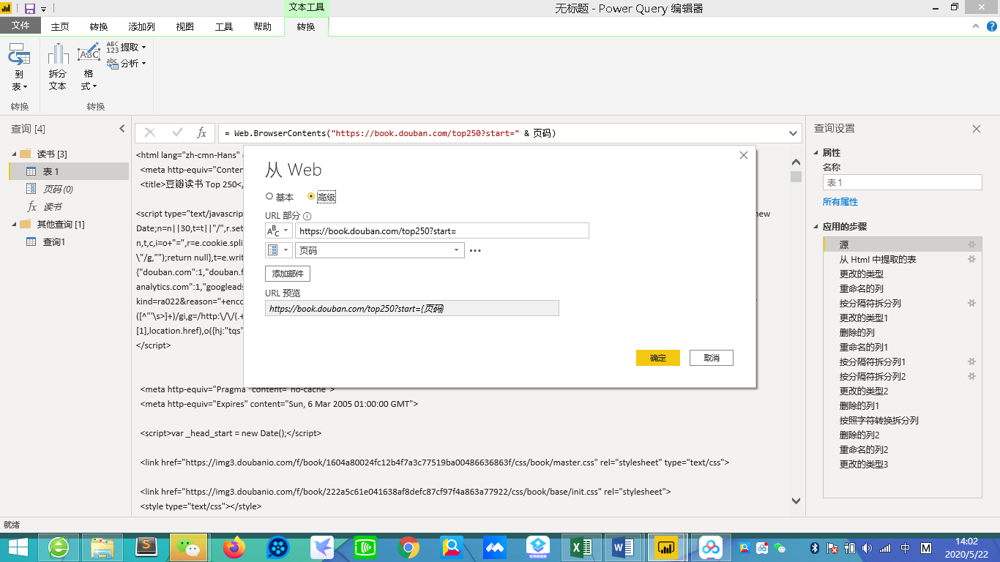 文本工具
无标题 - Power Query 编辑器
文件 主页 转换 添加列 视图 工具 帮助 转换
到表 拆分文本 格式 ABC 123 提取 abc 分析
转换 转换
查询 [4]
读书 [3]
表 1
页码 (0)
fx 读书
其他查询 [1]
查询1
fx = Web.BrowserContents("https://book.douban.com/top250?start=" & 页码)
<html lang="zh-cmn-Hans"
<meta http-equiv="Conten
<title>豆瓣读书 Top 250</
<script type="text/javascrip
new
Date;n=n||30,t=t||"/",r.set
n,t,c,i=o+"=",r=e.cookie.spli
\"/g,"");return null},t=e.writ
{"douban.com":1,"douban.f
analytics.com":1,"googleads
kind=ra022&reason="+enco
([^"'\s>]+)/gi,g=/http:\/\/(.+
[1],location.href),o({hj:"tqs"
</script>
<meta http-equiv="Pragma" content="no-cache">
<meta http-equiv="Expires" content="Sun, 6 Mar 2005 01:00:00 GMT">
<script>var _head_start = new Date();</script>
<link href="https://img3.doubanio.com/f/book/1604a80024fc12b4f7a3c77519ba00486636863f/css/book/master.css" rel="stylesheet" type="text/css">
<link href="https://img3.doubanio.com/f/book/222a5c61e041638af8defc87cf97f4a863a77922/css/book/base/init.css" rel="stylesheet">
<style type="text/css"></style>
从 Web
基本 高级
URL 部分
ABC https://book.douban.com/top250?start=
页码
添加部件
URL 预览
https://book.douban.com/top250?start={页码}
确定 取消
查询设置
属性
名称
表 1
所有属性
应用的步骤
源
从 Html 中提取的表
更改的类型
重命名的列
按分隔符拆分列
更改的类型1
删除的列
重命名的列1
按分隔符拆分列1
按分隔符拆分列2
更改的类型2
删除的列1
按照字符转换拆分列
删除的列2
重命名的列2
更改的类型3
就绪
中 M
14:02
2020/5/22